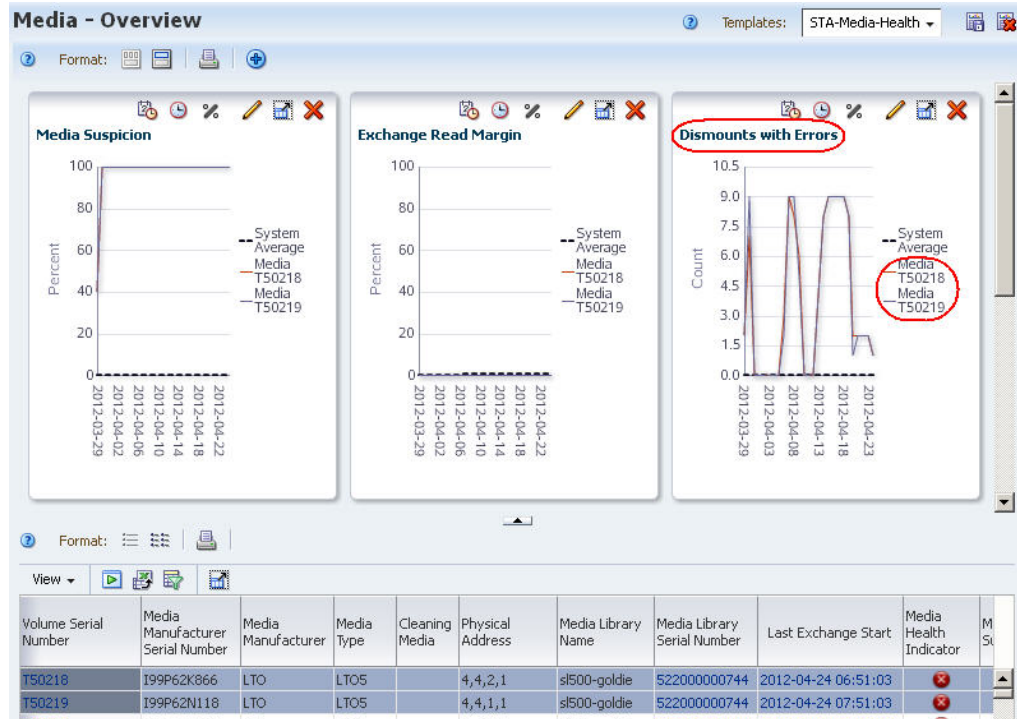 Media - Overview
Templates: STA-Media-Health
Format:
Media Suspicion
100
80
60
40
20
0
Percent
2012-03-29
2012-04-02
2012-04-06
2012-04-10
2012-04-14
2012-04-18
2012-04-22
System
Average
Media
T50218
Media
T50219
Exchange Read Margin
100
80
60
40
20
0
Percent
2012-03-29
2012-04-02
2012-04-06
2012-04-10
2012-04-14
2012-04-18
2012-04-22
System
Average
Media
T50218
Media
T50219
Dismounts with Errors
10.5
9.0
7.5
6.0
4.5
3.0
1.5
0.0
Count
2012-03-29
2012-04-03
2012-04-08
2012-04-13
2012-04-18
2012-04-23
System
Average
Media
T50218
Media
T50219
Format:
View
Volume Serial
Number
Media
Manufacturer
Serial Number
Media
Manufacturer
Media
Type
Cleaning
Media
Physical
Address
Media Library
Name
Media Library
Serial Number
Last Exchange Start
Media
Health
Indicator
M
Su
T50218 I99P62K866 LTO LTO5 4,4,2,1 sl500-goldie 522000000744 2012-04-24 06:51:03
T50219 I99P62N118 LTO LTO5 4,4,1,1 sl500-goldie 522000000744 2012-04-24 07:51:03